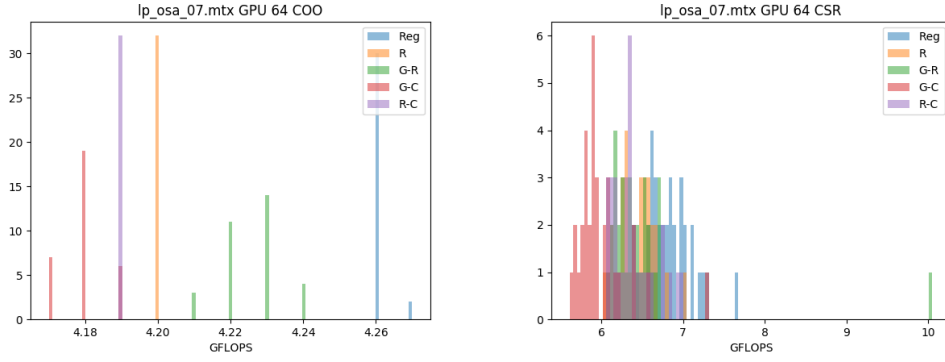 lp_osa_07.mtx GPU 64 COO
30
25
20
15
10
5
0
4.18
4.20
4.22
4.24
4.26
GFLOPS
Reg
R
G-R
G-C
R-C
lp_osa_07.mtx GPU 64 CSR
6
5
4
3
2
1
0
6
7
8
9
10
GFLOPS
Reg
R
G-R
G-C
R-C